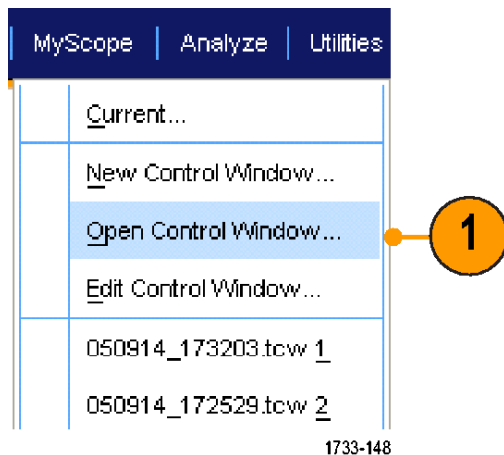 MyScope Analyze Utilities
Current...
New Control Window...
Open Control Window...
1
Edit Control Window...
050914_173203.tcw 1
050914_172529.tcw 2
1733-148